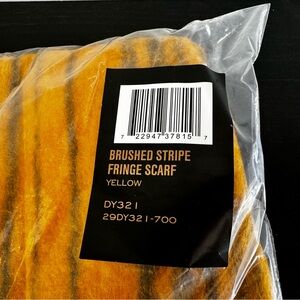 7 22947 37815 7
BRUSHED STRIPE
FRINGE SCARF
YELLOW
DY321
29DY321-700